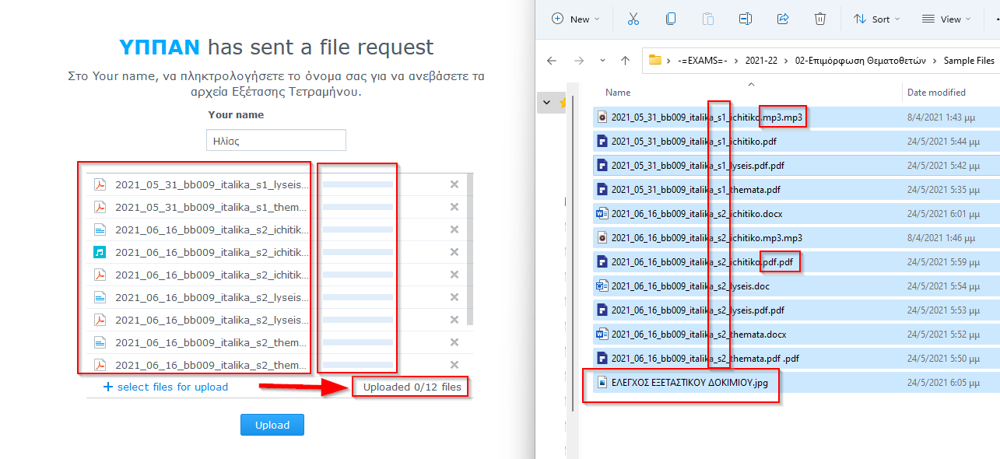 ΥΠΠΑΝ has sent a file request
Στο Your name, να πληκτρολογήσετε το όνομα σας για να ανεβάσετε τα
αρχεία Εξέτασης Τετραμήνου.
Your name
Ηλίας
2021_05_31_bb009_italika_s1_lyseis...
2021_05_31_bb009_italika_s1_them...
2021_06_16_bb009_italika_s2_ichitik...
2021_06_16_bb009_italika_s2_ichitik...
2021_06_16_bb009_italika_s2_ichitik...
2021_06_16_bb009_italika_s2_lyseis...
2021_06_16_bb009_italika_s2_lyseis...
2021_06_16_bb009_italika_s2_them...
2021_06_16_bb009_italika_s2_them...
+ select files for upload
Uploaded 0/12 files
Upload
New
Sort
View
-=EXAMS=- › 2021-22 › 02-Επιμόρφωση Θεματοθετών › Sample Files
Name Date modified
2021_05_31_bb009_italika_s1_ichitiko.mp3.mp3 8/4/2021 1:43 μμ
2021_05_31_bb009_italika_s1_ichitiko.pdf 24/5/2021 5:44 μμ
2021_05_31_bb009_italika_s1_lyseis.pdf.pdf 24/5/2021 5:42 μμ
2021_05_31_bb009_italika_s1_themata.pdf 24/5/2021 5:35 μμ
2021_06_16_bb009_italika_s2_ichitiko.docx 24/5/2021 6:01 μμ
2021_06_16_bb009_italika_s2_ichitiko.mp3.mp3 8/4/2021 1:46 μμ
2021_06_16_bb009_italika_s2_ichitiko.pdf.pdf 24/5/2021 5:59 μμ
2021_06_16_bb009_italika_s2_lyseis.doc 24/5/2021 5:54 μμ
2021_06_16_bb009_italika_s2_lyseis.pdf.pdf 24/5/2021 5:53 μμ
2021_06_16_bb009_italika_s2_themata.docx 24/5/2021 5:52 μμ
2021_06_16_bb009_italika_s2_themata.pdf .pdf 24/5/2021 5:50 μμ
ΕΛΕΓΧΟΣ ΕΞΕΤΑΣΤΙΚΟΥ ΔΟΚΙΜΙΟΥ.jpg 24/5/2021 6:05 μμ